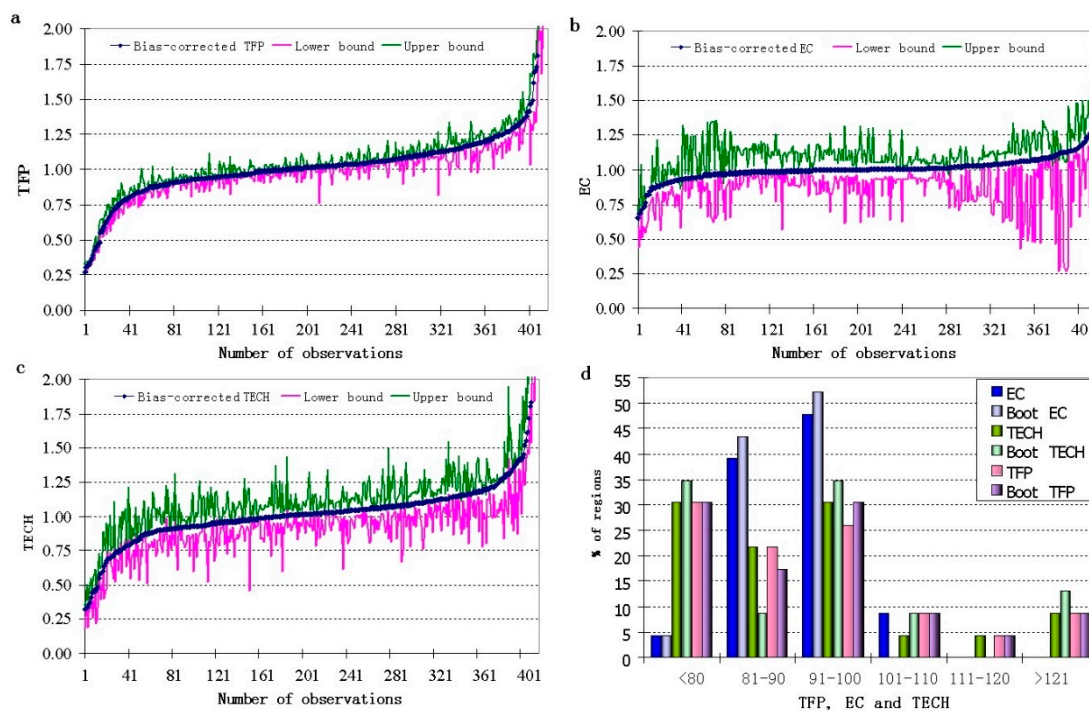 a
Bias-corrected TFP Lower bound Upper bound
2.00
1.75
1.50
1.25
1.00
0.75
0.50
0.25
0.00
TFP
1 41 81 121 161 201 241 281 321 361 401
Number of observations
b
Bias-corrected EC Lower bound Upper bound
2.00
1.75
1.50
1.25
1.00
0.75
0.50
0.25
0.00
EC
1 41 81 121 161 201 241 281 321 361 40
Number of observations
c
Bias-corrected TECH Lower bound Upper bound
2.00
1.75
1.50
1.25
1.00
0.75
0.50
0.25
0.00
TECH
1 41 81 121 161 201 241 281 321 361 401
Number of observations
d
55
50
45
40
35
30
25
20
15
10
5
0
% of regions
EC
Boot EC
TECH
Boot TECH
TFP
Boot TFP
<80 81-90 91-100 101-110 111-120 >121
TFP, EC and TECH